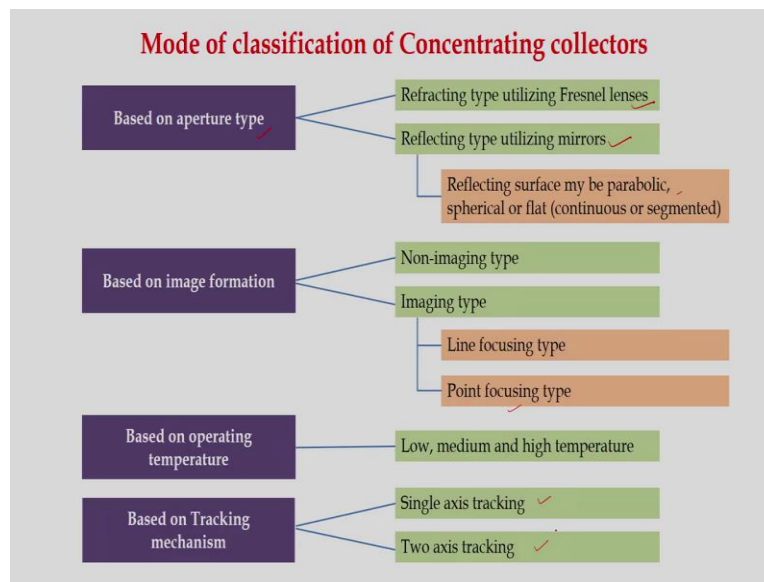 Mode of classification of Concentrating collectors
Based on aperture type
Refracting type utilizing Fresnel lenses
Reflecting type utilizing mirrors
Reflecting surface my be parabolic,
spherical or flat (continuous or segmented)
Based on image formation
Non-imaging type
Imaging type
Line focusing type
Point focusing type
Based on operating
temperature
Low, medium and high temperature
Based on Tracking
mechanism
Single axis tracking
Two axis tracking